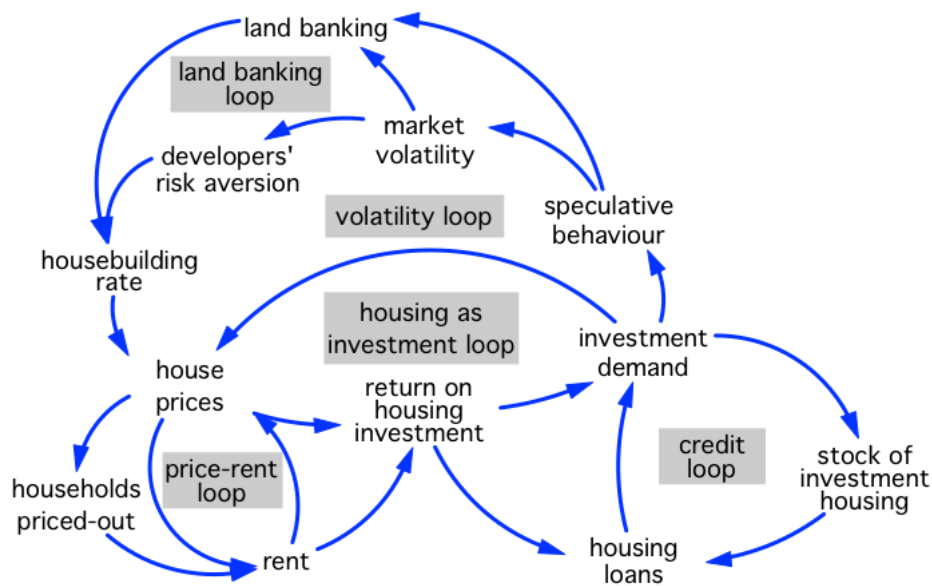 land banking
land banking
loop
market
volatility
developers'
risk aversion
speculative
behaviour
volatility loop
housebuilding
rate
housing as
investment loop
investment
demand
house
prices
return on
housing
investment
credit
loop
stock of
investment
housing
price-rent
loop
households
priced-out
rent
housing
loans